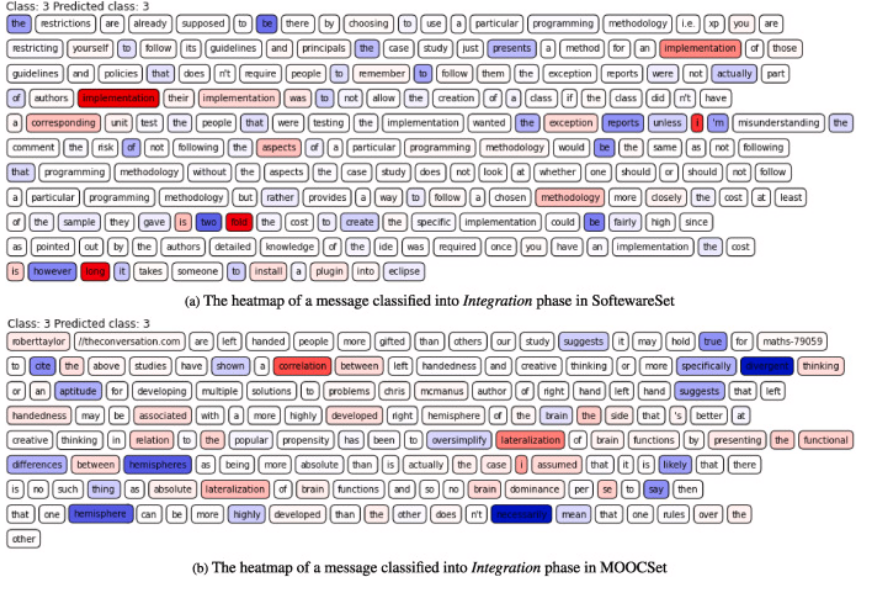 Class: 3 Predicted class: 3
the restrictions are already supposed to be there by choosing to use a particular programming methodology i.e. xp you are
restricting yourself to follow its guidelines and principals the case study just presents a method for an implementation of those
guidelines and policies that does n't require people to remember to follow them the exception reports were not actually part
of authors implementation their implementation was to not allow the creation of a class if the class did n't have
a corresponding unit test the people that were testing the implementation wanted the exception reports unless i 'm misunderstanding the
comment the risk of not following the aspects of a particular programming methodology would be the same as not following
that programming methodology without the aspects the case study does not look at whether one should or should not follow
a particular programming methodology but rather provides a way to follow a chosen methodology more closely the cost at least
of the sample they gave is two fold the cost to create the specific implementation could be fairly high since
as pointed out by the authors detailed knowledge of the ide was required once you have an implementation the cost
is however long it takes someone to install a plugin into eclipse
(a) The heatmap of a message classified into Integration phase in SoftewareSet
Class: 3 Predicted class: 3
roberttaylor //theconversation.com are left handed people more gifted than others our study suggests it may hold true for maths-79059
to cite the above studies have shown a correlation between left handedness and creative thinking or more specifically divergent thinking
or an aptitude for developing multiple solutions to problems chris mcmanus author of right hand left hand suggests that left
handedness may be associated with a more highly developed right hemisphere of the brain the side that 's better at
creative thinking in relation to the popular propensity has been to oversimplify lateralization of brain functions by presenting the functional
differences between hemispheres as being more absolute than is actually the case i assumed that it is likely that there
is no such thing as absolute lateralization of brain functions and so no brain dominance per se to say then
that one hemisphere can be more highly developed than the other does n't necessarily mean that one rules over the
other
(b) The heatmap of a message classified into Integration phase in MOOCSet